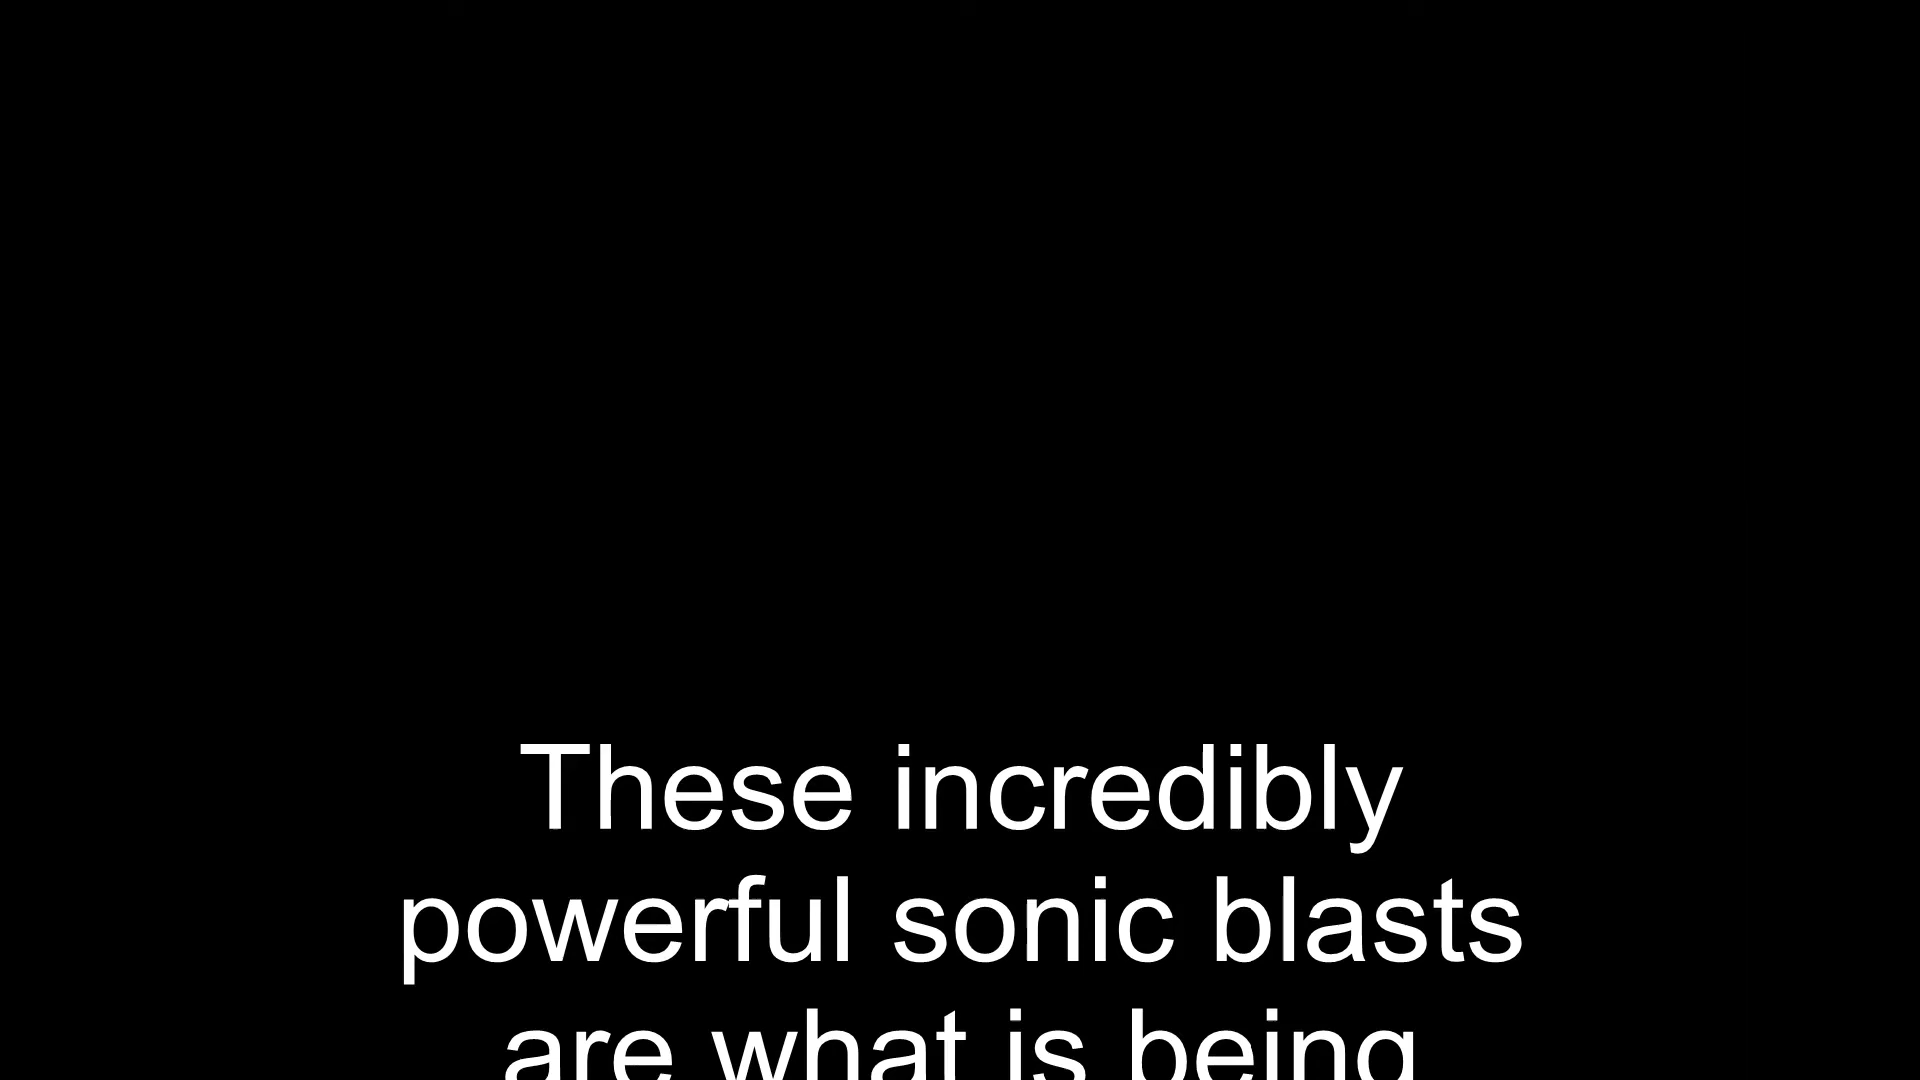 These incredibly
powerful sonic blasts
are what is being